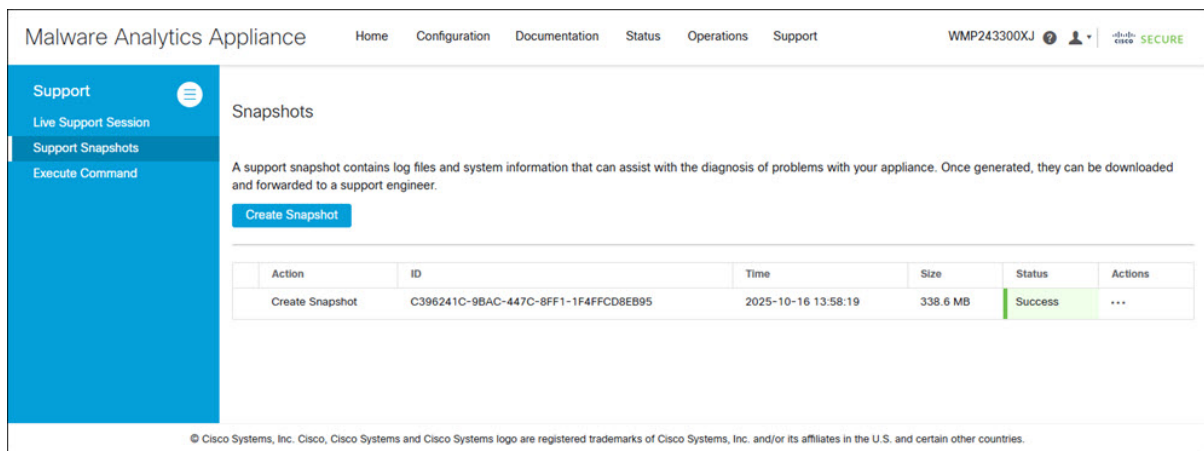 Malware Analytics Appliance Home Configuration Documentation Status Operations Support WMP243300XJ ? cisco SECURE
Support
Live Support Session
Support Snapshots
Execute Command
Snapshots
A support snapshot contains log files and system information that can assist with the diagnosis of problems with your appliance. Once generated, they can be downloaded
and forwarded to a support engineer.
Create Snapshot
Action ID Time Size Status Actions
Create Snapshot C396241C-9BAC-447C-8FF1-1F4FFCD8EB95 2025-10-16 13:58:19 338.6 MB Success ...
© Cisco Systems, Inc. Cisco, Cisco Systems and Cisco Systems logo are registered trademarks of Cisco Systems, Inc. and/or its affiliates in the U.S. and certain other countries.